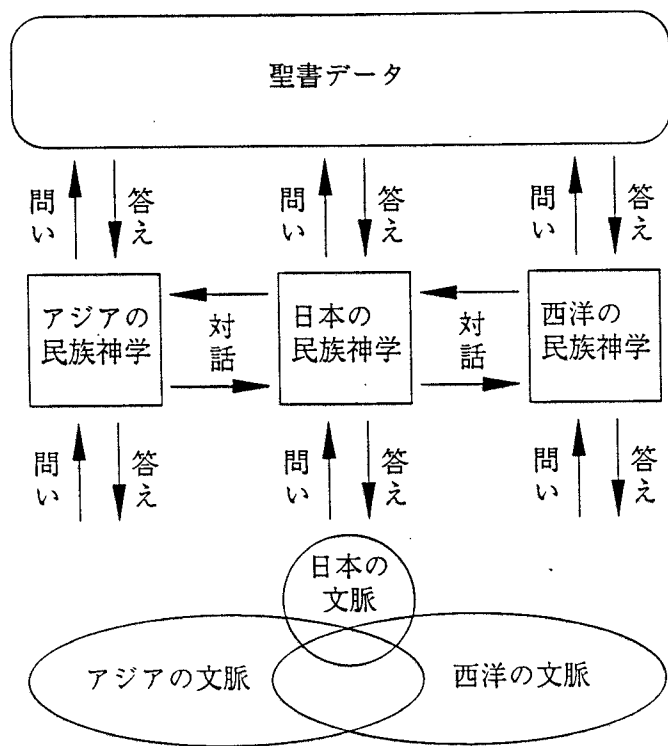 聖書データ
問い
答え
問い
答え
問い
答え
アジアの
民族神学
対話
日本の
民族神学
対話
西洋の
民族神学
問い
答え
問い
答え
問い
答え
日本の
文脈
アジアの文脈
西洋の文脈